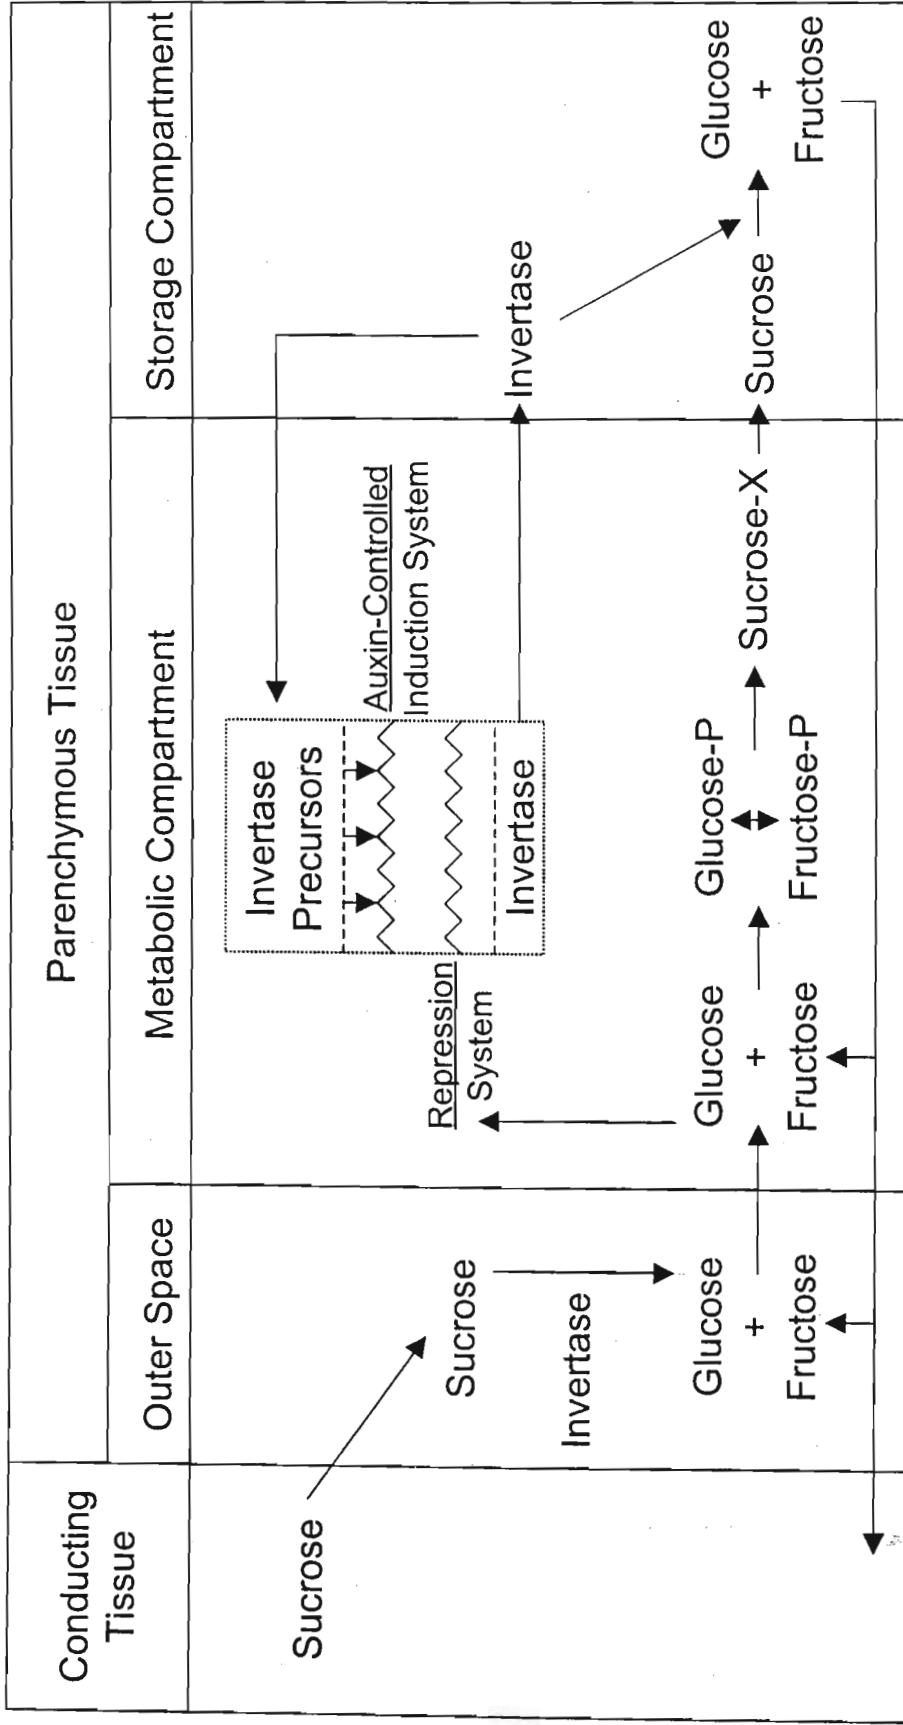 Parenchymous Tissue
Conducting
Tissue
Outer Space
Metabolic Compartment
Storage Compartment
Sucrose
Sucrose
Invertase
Glucose
+
Fructose
Repression
System
Invertase
Precursors
Invertase
Auxin-Controlled
Induction System
Glucose
+
Fructose
Glucose-P
Fructose-P
Sucrose-X
Invertase
Sucrose
Glucose
+
Fructose